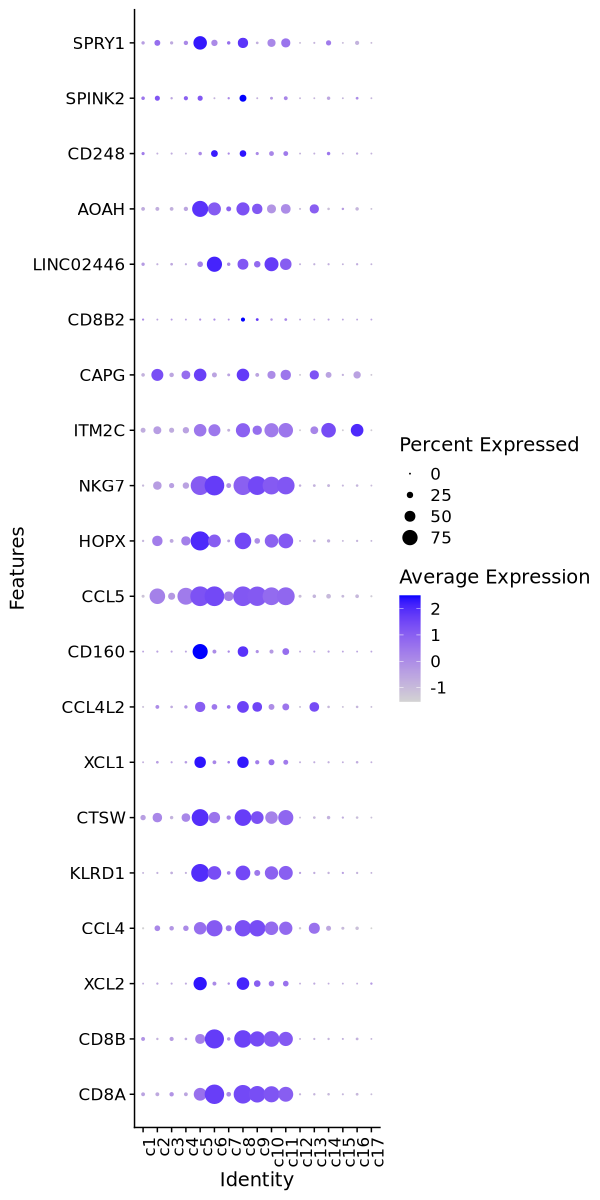 SPRY1
SPINK2
CD248
AOAH
LINC02446
CD8B2
CAPG
ITM2C
NKG7
HOPX
CCL5
CD160
CCL4L2
XCL1
CTSW
KLRD1
CCL4
XCL2
CD8B
CD8A
Features
c1
c2
c3
c4
c5
c6
c7
c8
c9
c10
c11
c12
c13
c14
c15
c16
c17
Identity
Percent Expressed
0
25
50
75
Average Expression
2
1
0
-1